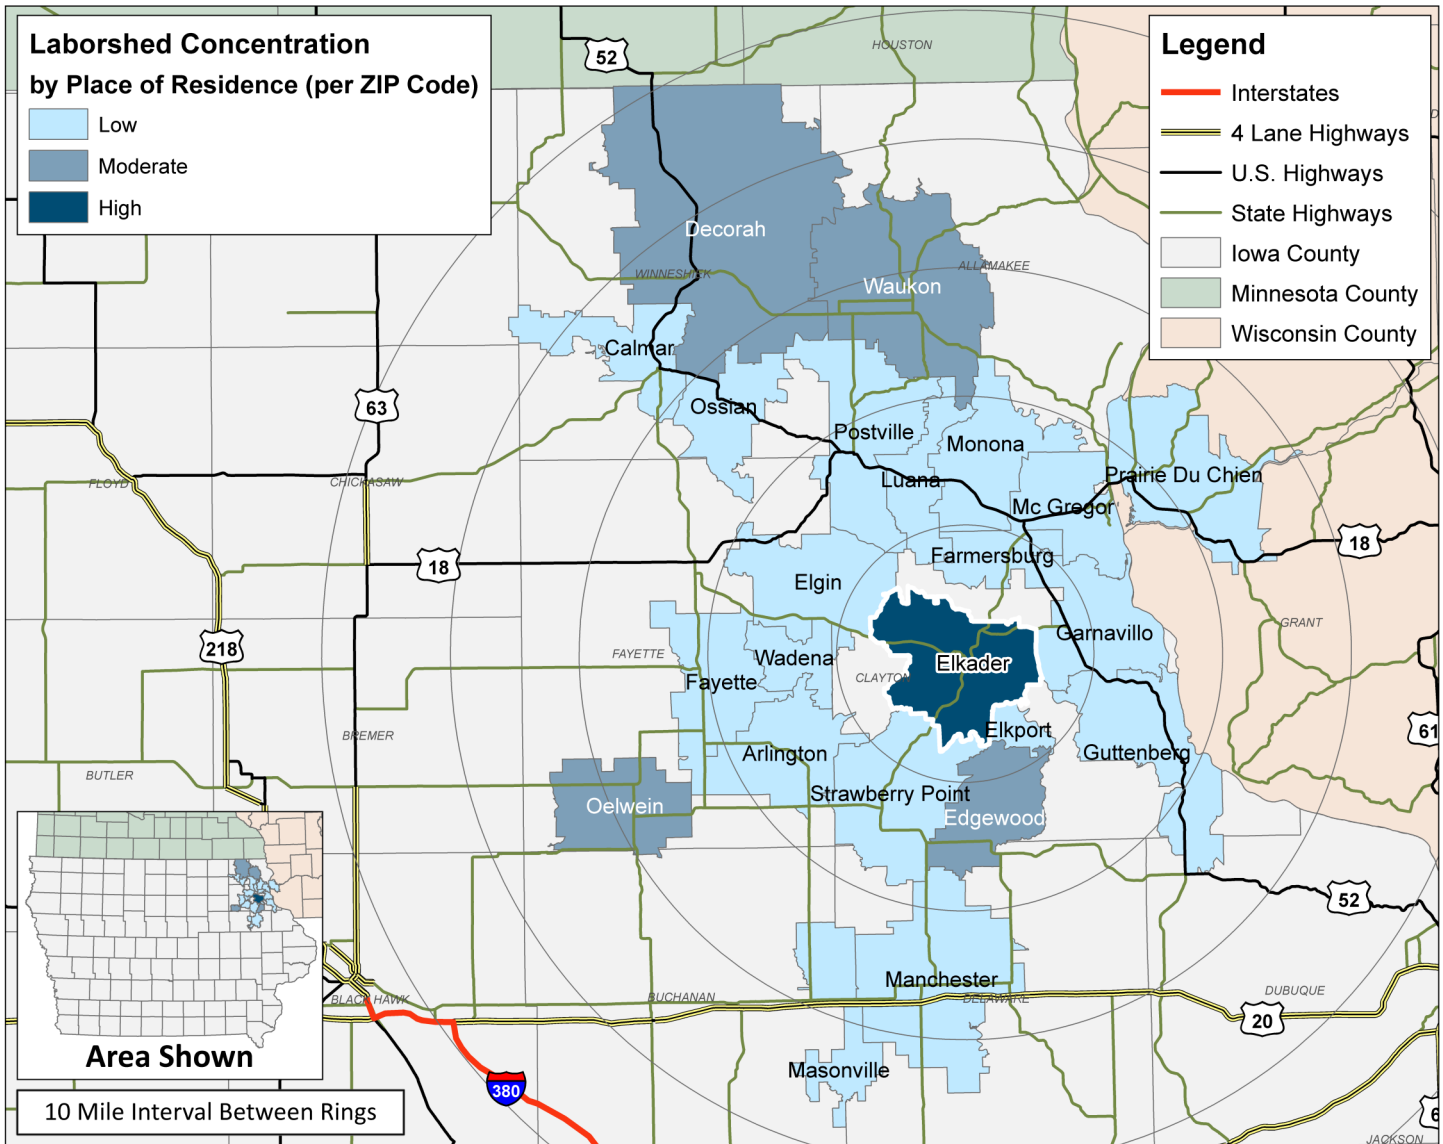 Laborshed Concentration
by Place of Residence (per ZIP Code)
Low
Moderate
High
Legend
Interstates
4 Lane Highways
U.S. Highways
State Highways
Iowa County
Minnesota County
Wisconsin County
52
HOUSTON
Decorah
WINNESHIEK
ALLAMAKEE
Waukon
Calmar
63
Ossian
Postville
Monona
FLOYD
CHICKASAW
Luana
Prairie Du Chien
Mc Gregor
18
18
Farmersburg
Elgin
218
FAYETTE
Wadena
Fayette
CLAYTON
Elkader
Garnavillo
GRANT
BREMER
Elkport
61
BUTLER
Arlington
Guttenberg
Oelwein
Strawberry Point
Edgewood
52
Manchester
BLACK HAWK
BUCHANAN
DELAWARE
DUBUQUE
20
Masonville
380
Area Shown
10 Mile Interval Between Rings
JACKSON